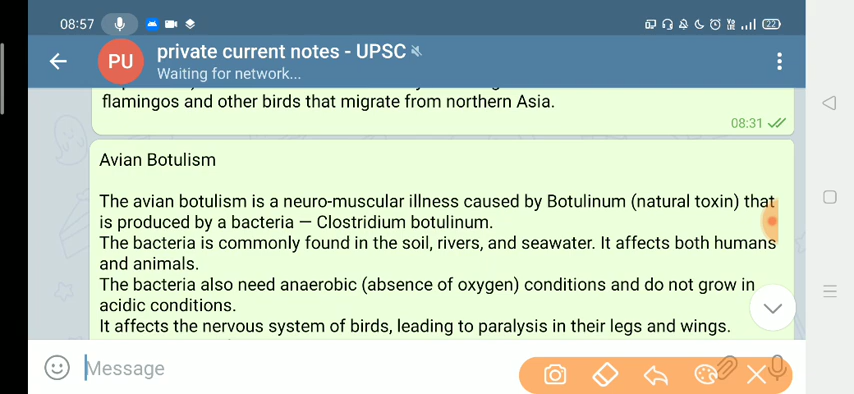 08:57
22
PU
private current notes - UPSC
Waiting for network...
flamingos and other birds that migrate from northern Asia.
08:31
Avian Botulism
The avian botulism is a neuro-muscular illness caused by Botulinum (natural toxin) that
is produced by a bacteria — Clostridium botulinum.
The bacteria is commonly found in the soil, rivers, and seawater. It affects both humans
and animals.
The bacteria also need anaerobic (absence of oxygen) conditions and do not grow in
acidic conditions.
It affects the nervous system of birds, leading to paralysis in their legs and wings.
Message